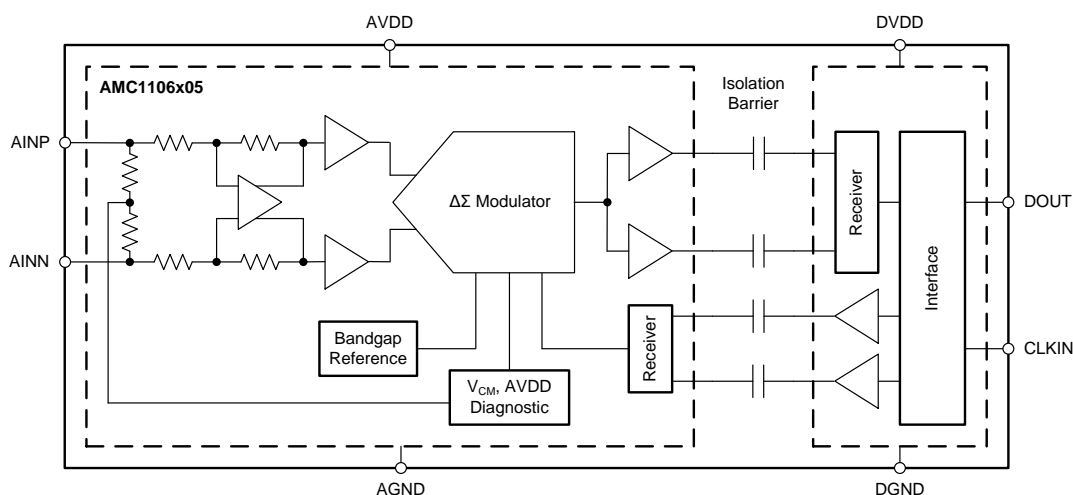 AVDD
DVDD
AMC1106x05
Isolation
Barrier
AINP
AINN
ΔΣ Modulator
Receiver
Interface
DOUT
CLKIN
Bandgap
Reference
Receiver
VCM, AVDD
Diagnostic
AGND
DGND